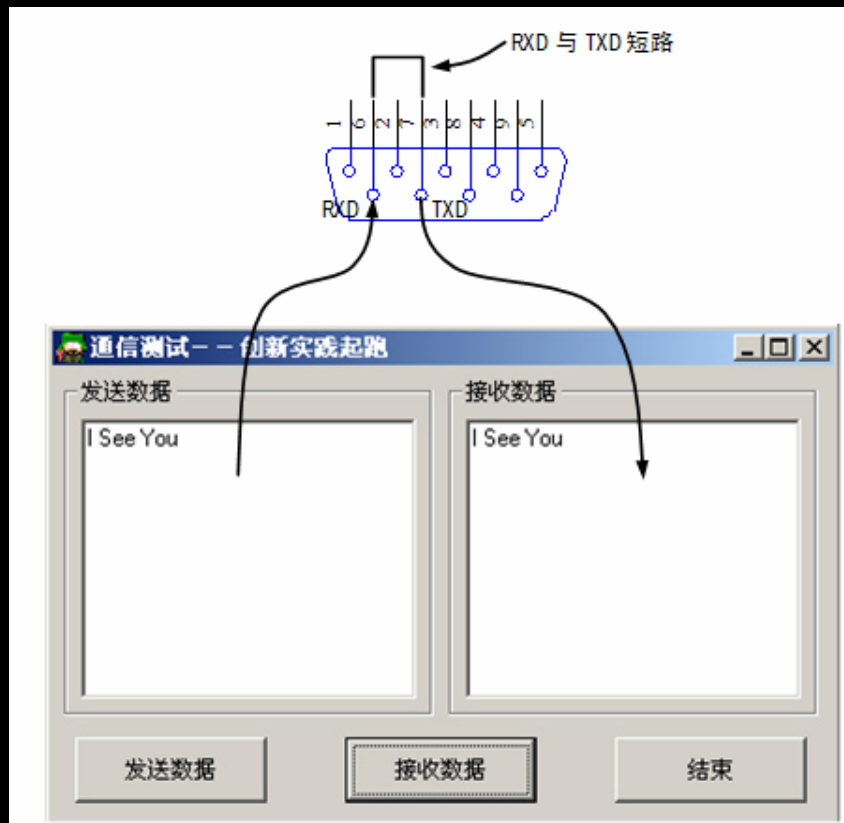 RXD 与 TXD 短路
1 6 2 7 3 8 4 9 5
RXD TXD
通信测试－－创新实践起跑
发送数据 接收数据
I See You I See You
发送数据 接收数据 结束